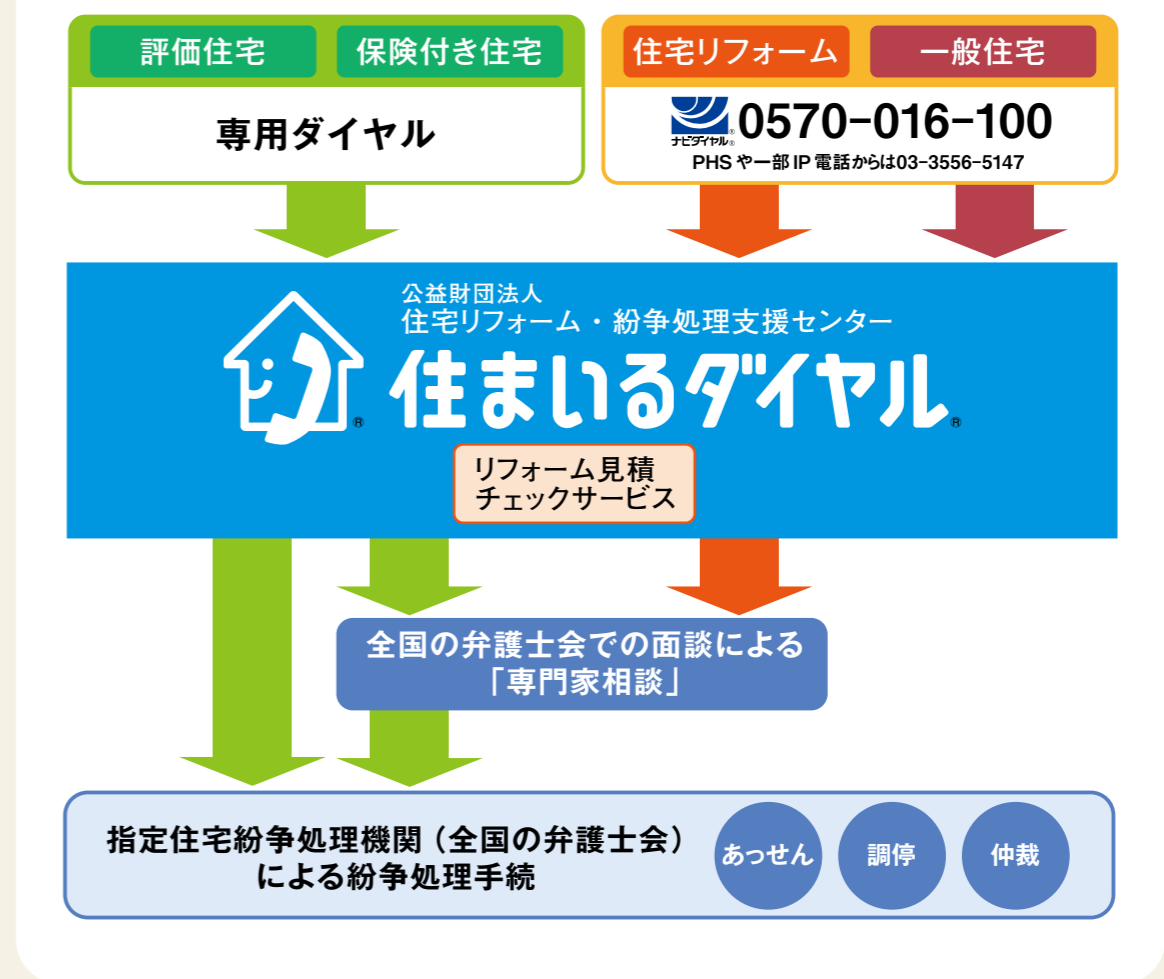 評価住宅
保険付き住宅
専用ダイヤル
住宅リフォーム
一般住宅
ナビダイヤル®
0570-016-100
PHSや一部IP電話からは03-3556-5147
公益財団法人
住宅リフォーム・紛争処理支援センター
住まいるダイヤル®
®
リフォーム見積
チェックサービス
全国の弁護士会での面談による
「専門家相談」
指定住宅紛争処理機関（全国の弁護士会）
による紛争処理手続
あっせん
調停
仲裁